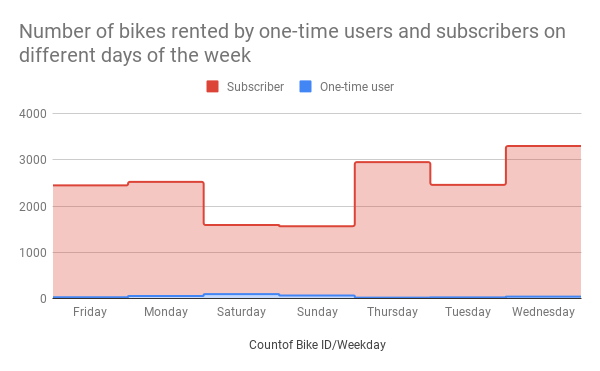 Number of bikes rented by one-time users and subscribers on
different days of the week
Subscriber One-time user
4000
3000
2000
1000
0
Friday Monday Saturday Sunday Thursday Tuesday Wednesday
Countof Bike ID/Weekday